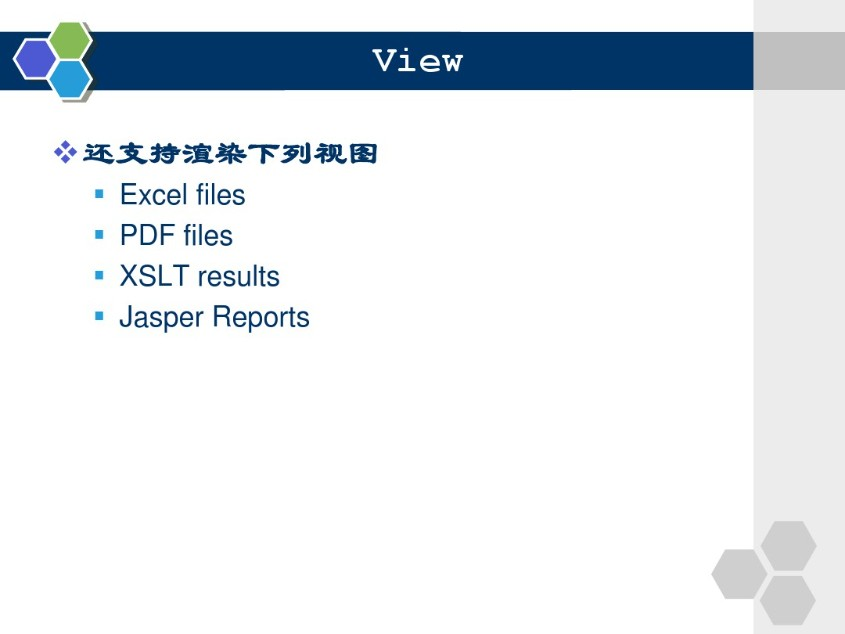 View
还支持渲染下列视图
Excel files
PDF files
XSLT results
Jasper Reports